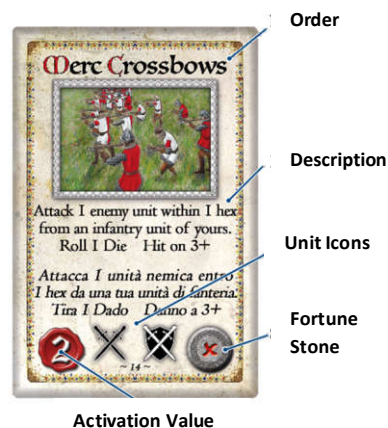 Order
Merc Crossbows
Description
Attack 1 enemy unit within 1 hex
from an infantry unit of yours.
Roll 1 Die Hit on 3+
Unit Icons
Attacca 1 unità nemica entro
1 hex da una tua unità di fanteria.
Tira 1 Dado Danno a 3+
Fortune
Stone
2
x
~ 14 ~
Activation Value